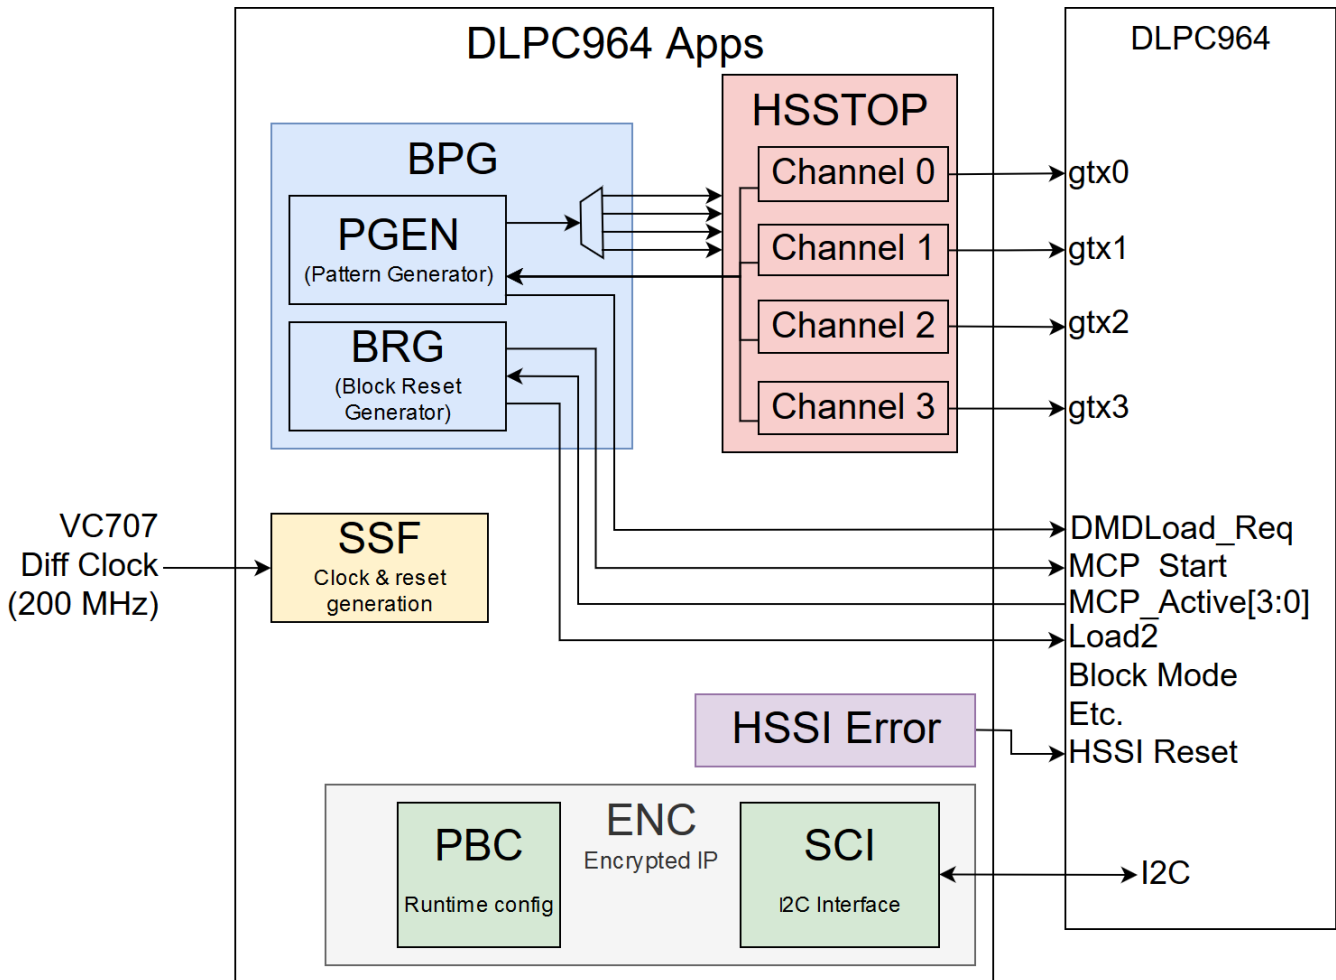 DLPC964 Apps
DLPC964
HSSTOP
BPG
Channel 0
gtx0
PGEN
(Pattern Generator)
Channel 1
gtx1
Channel 2
gtx2
BRG
(Block Reset
Generator)
Channel 3
gtx3
VC707
Diff Clock
(200 MHz)
SSF
Clock & reset
generation
DMDLoad_Req
MCP_Start
MCP_Active[3:0]
Load2
Block Mode
Etc.
HSSI Error
HSSI Reset
ENC
Encrypted IP
PBC
Runtime config
SCI
I2C Interface
I2C